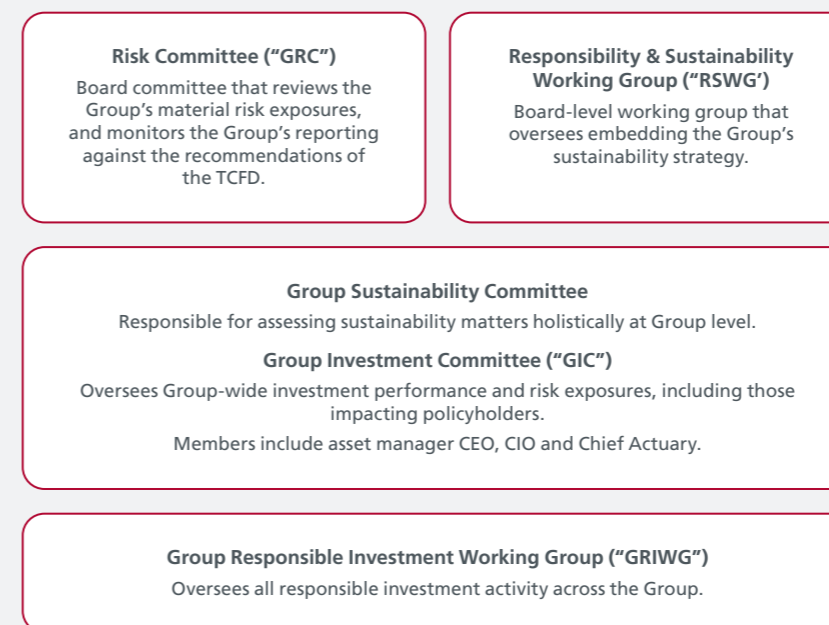 Risk Committee (“GRC”)
Board committee that reviews the
Group’s material risk exposures,
and monitors the Group’s reporting
against the recommendations of
the TCFD.
Responsibility & Sustainability
Working Group (“RSWG’)
Board-level working group that
oversees embedding the Group’s
sustainability strategy.
Group Sustainability Committee
Responsible for assessing sustainability matters holistically at Group level.
Group Investment Committee (“GIC”)
Oversees Group-wide investment performance and risk exposures, including those
impacting policyholders.
Members include asset manager CEO, CIO and Chief Actuary.
Group Responsible Investment Working Group (“GRIWG”)
Oversees all responsible investment activity across the Group.